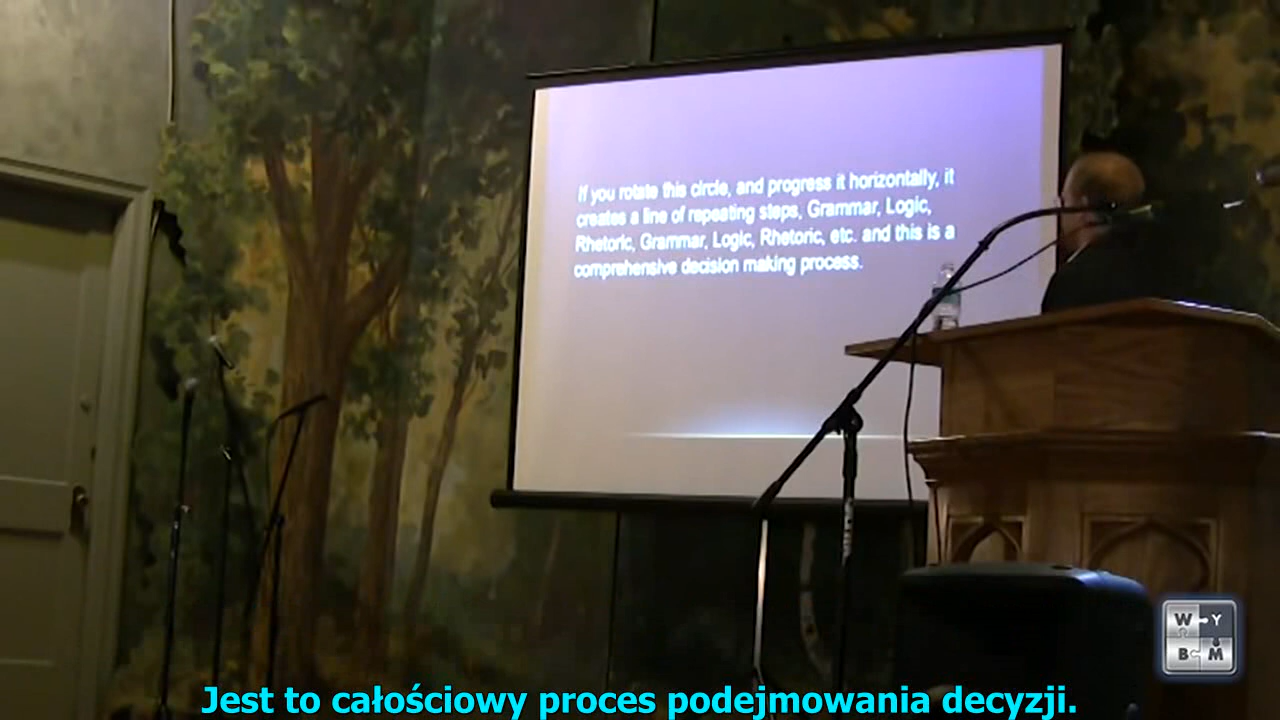 If you rotate this circle, and progress it horizontally, it
creates a line of repeating steps, Grammar, Logic,
Rhetoric, Grammar, Logic, Rhetoric, etc. and this is a
comprehensive decision making process.
W Y
B M
Jest to całościowy proces podejmowania decyzji.